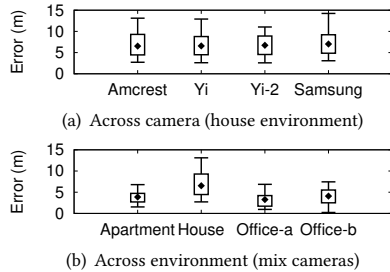 Error (m)
15
10
5
0
Amcrest Yi Yi-2 Samsung
(a) Across camera (house environment)
Error (m)
15
10
5
0
Apartment House Office-a Office-b
(b) Across environment (mix cameras)